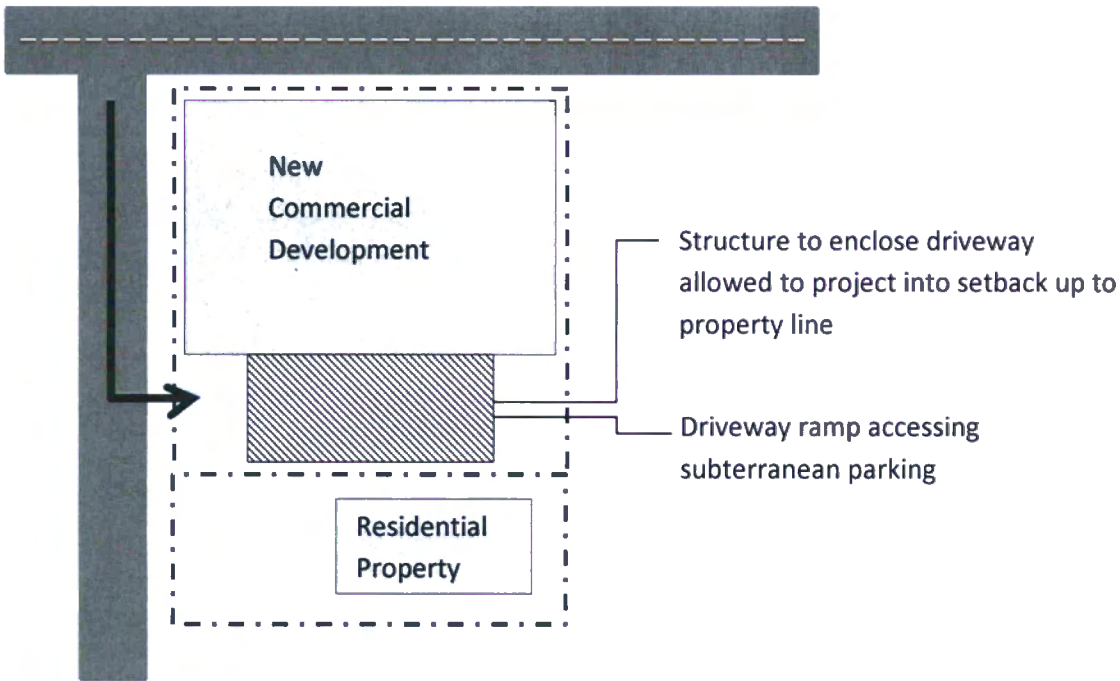 New
Commercial
Development
Structure to enclose driveway
allowed to project into setback up to
property line
Driveway ramp accessing
subterranean parking
Residential
Property